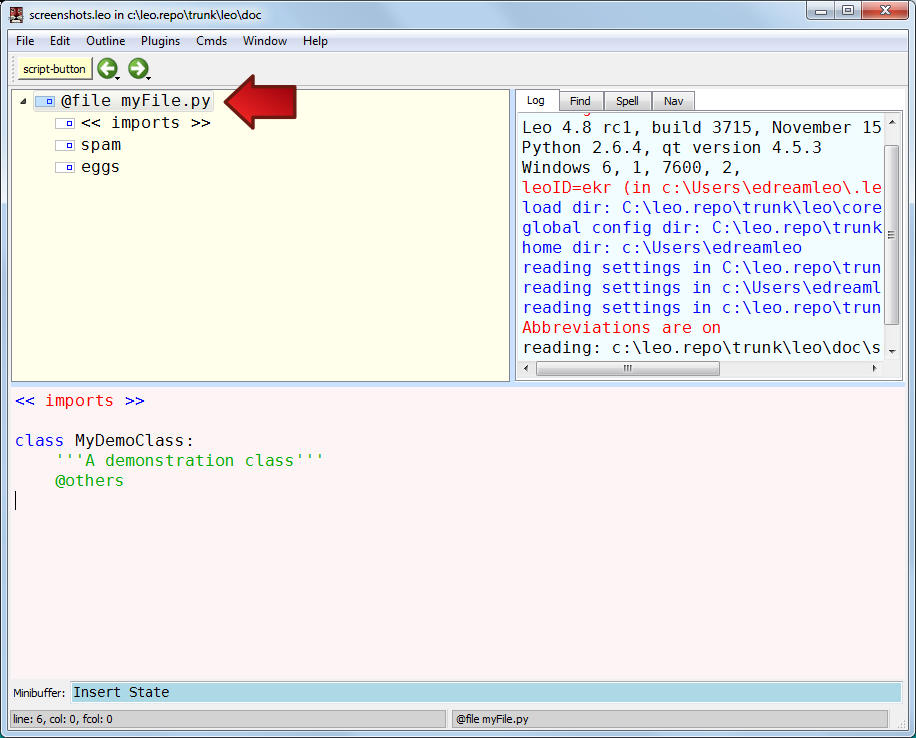 screenshots.leo in c:\leo.repo\trunk\leo\doc
File Edit Outline Plugins Cmds Window Help
script-button
@file myFile.py
<< imports >>
spam
eggs
Log Find Spell Nav
Leo 4.8 rc1, build 3715, November 15
Python 2.6.4, qt version 4.5.3
Windows 6, 1, 7600, 2,
leoID=ekr (in c:\Users\edreamleo\.le
load dir: C:\leo.repo\trunk\leo\core
global config dir: C:\leo.repo\trunk
home dir: c:\Users\edreamleo
reading settings in C:\leo.repo\trun
reading settings in c:\Users\edreaml
reading settings in c:\leo.repo\trun
Abbreviations are on
reading: c:\leo.repo\trunk\leo\doc\s
<< imports >>
class MyDemoClass:
'''A demonstration class'''
@others
Minibuffer: Insert State
line: 6, col: 0, fcol: 0
@file myFile.py